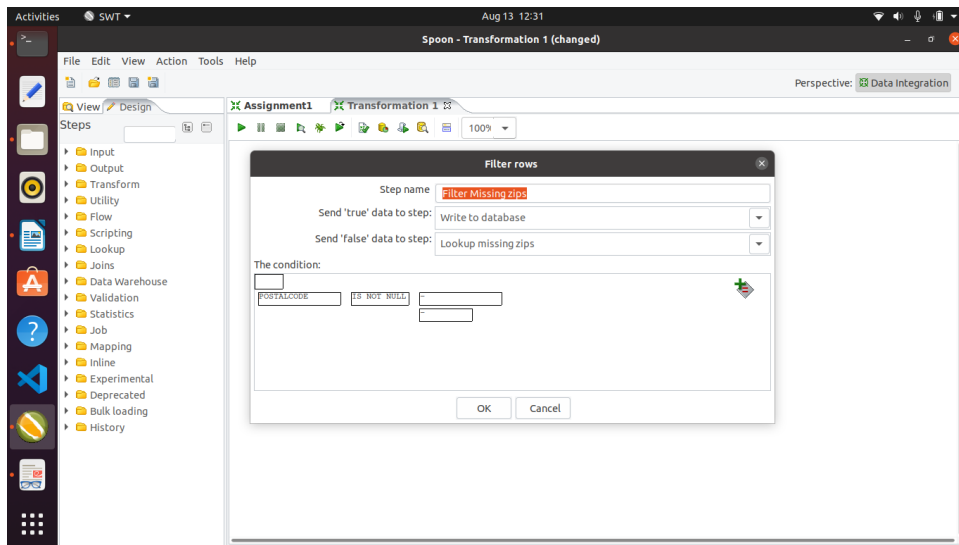 Activities SWT Aug 13 12:31
Spoon - Transformation 1 (changed)
File Edit View Action Tools Help
Perspective: Data Integration
View Design
Assignment1 Transformation 1
Steps
100%
Input
Output
Transform
Utility
Flow
Scripting
Lookup
Joins
Data Warehouse
Validation
Statistics
Job
Mapping
Inline
Experimental
Deprecated
Bulk loading
History
Filter rows
Step name Filter Missing zips
Send 'true' data to step: Write to database
Send 'false' data to step: Lookup missing zips
The condition:
POSTALCODE IS NOT NULL -
-
OK Cancel